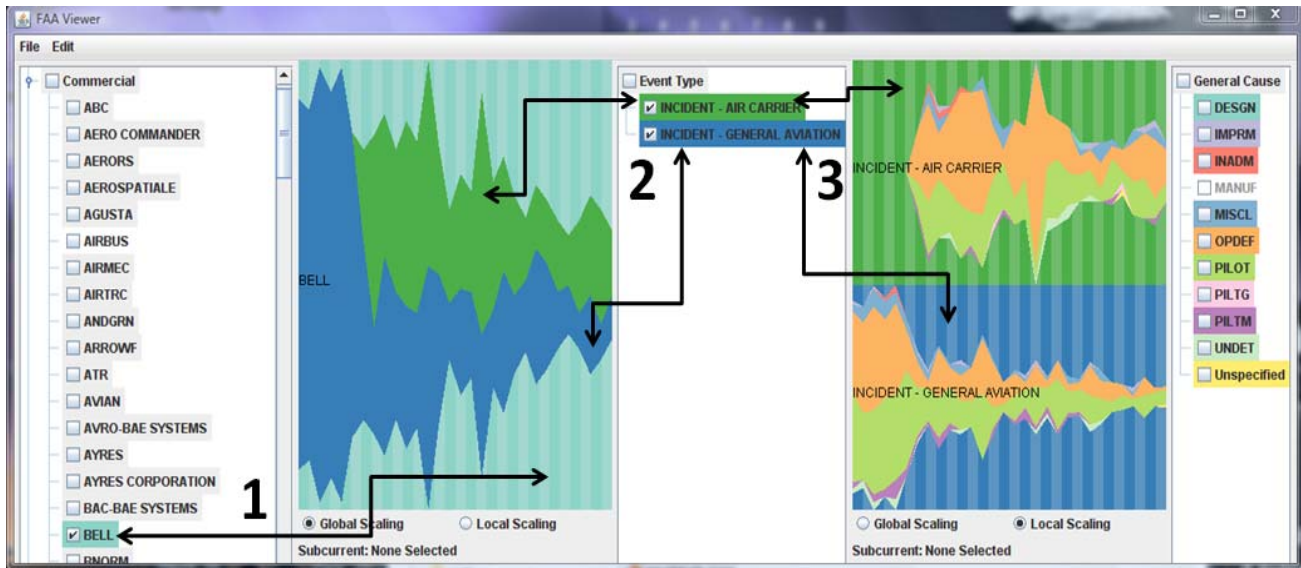 FAA Viewer
File Edit
Commercial
ABC
AERO COMMANDER
AERORS
AEROSPATIALE
AGUSTA
AIRBUS
AIRMEC
AIRTRC
ANDGRN
ARROWF
ATR
AVIAN
AVRO-BAE SYSTEMS
AYRES
AYRES CORPORATION
BAC-BAE SYSTEMS
BELL
BNORM
1
BELL
Global Scaling Local Scaling
Subcurrent: None Selected
Event Type
INCIDENT - AIR CARRIER
INCIDENT - GENERAL AVIATION
2
3
INCIDENT - AIR CARRIER
INCIDENT - GENERAL AVIATION
Global Scaling Local Scaling
Subcurrent: None Selected
General Cause
DESGN
IMPRM
INADM
MANUF
MISCL
OPDEF
PILOT
PILTG
PILTM
UNDET
Unspecified